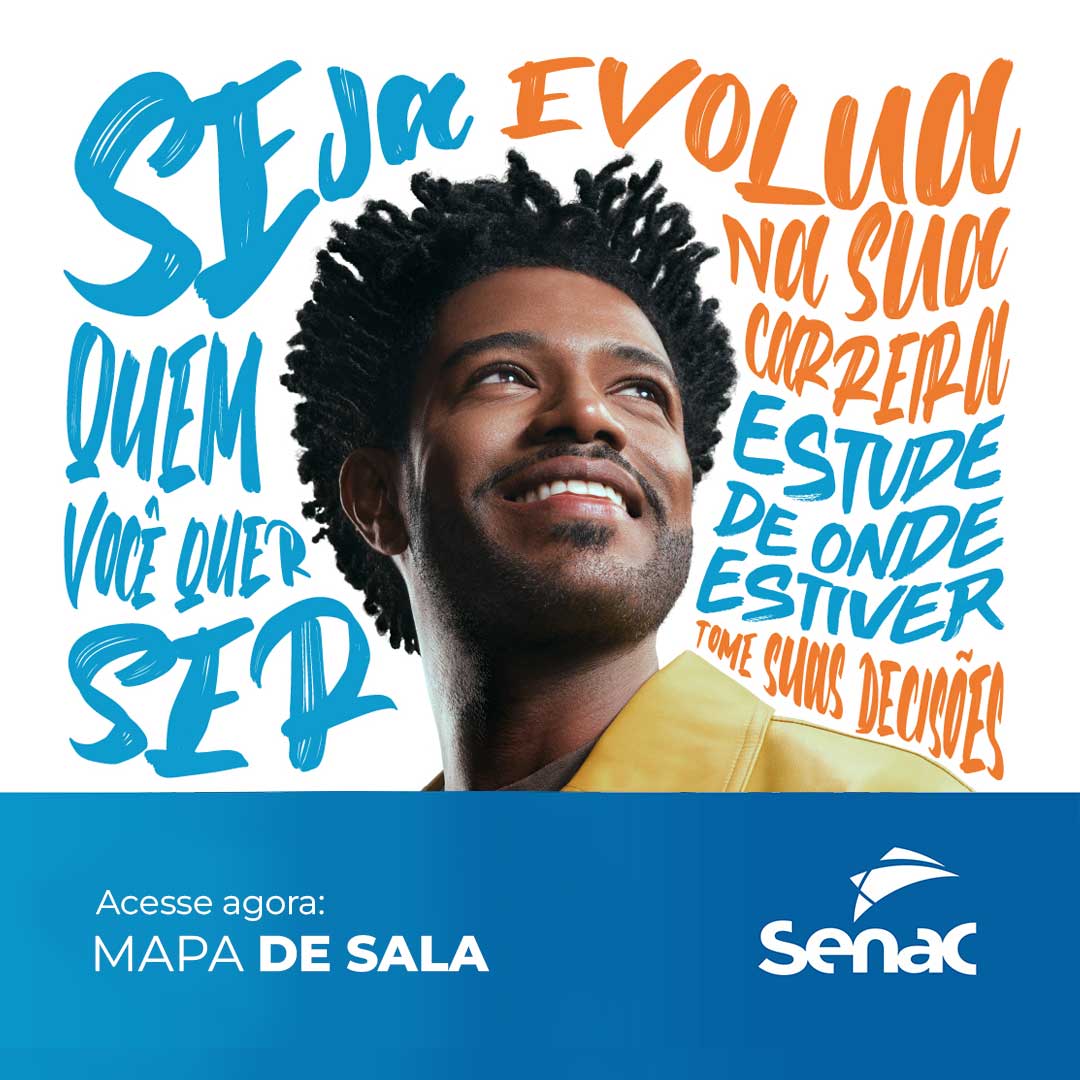 SEJA
QUEM
VOCÊ QUER
SER
EVOLUA
NA SUA
CARREIRA
ESTUDE
DE ONDE
ESTIVER
TOME SUAS DECISÕES
Acesse agora:
MAPA DE SALA
Senac